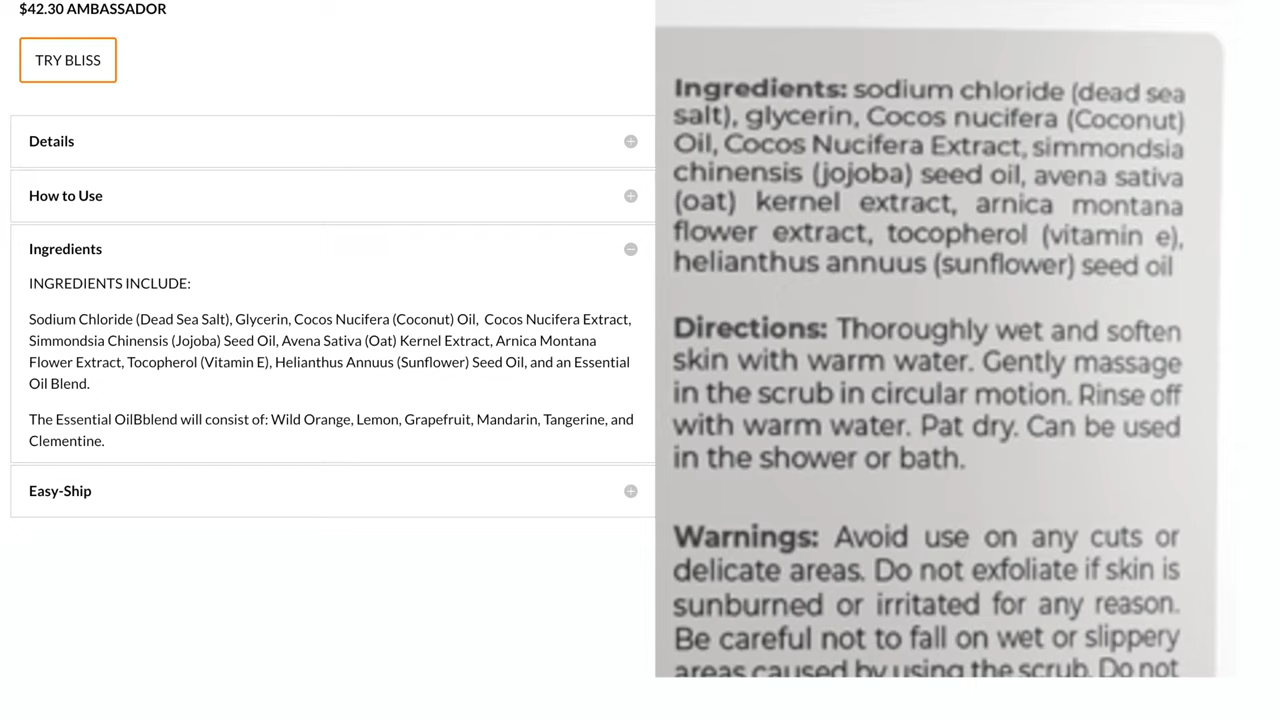 $42.30 AMBASSADOR
TRY BLISS
Details
How to Use
Ingredients
INGREDIENTS INCLUDE:
Sodium Chloride (Dead Sea Salt), Glycerin, Cocos Nucifera (Coconut) Oil,  Cocos Nucifera Extract,
Simmondsia Chinensis (Jojoba) Seed Oil, Avena Sativa (Oat) Kernel Extract, Arnica Montana
Flower Extract, Tocopherol (Vitamin E), Helianthus Annuus (Sunflower) Seed Oil, and an Essential
Oil Blend.
The Essential OilBblend will consist of: Wild Orange, Lemon, Grapefruit, Mandarin, Tangerine, and
Clementine.
Easy-Ship
Ingredients: sodium chloride (dead sea
salt), glycerin, Cocos nucifera (Coconut)
Oil, Cocos Nucifera Extract, simmondsia
chinensis (jojoba) seed oil, avena sativa
(oat) kernel extract, arnica montana
flower extract, tocopherol (vitamin e),
helianthus annuus (sunflower) seed oil
Directions: Thoroughly wet and soften
skin with warm water. Gently massage
in the scrub in circular motion. Rinse off
with warm water. Pat dry. Can be used
in the shower or bath.
Warnings: Avoid use on any cuts or
delicate areas. Do not exfoliate if skin is
sunburned or irritated for any reason.
Be careful not to fall on wet or slippery
areas caused by using the scrub. Do not